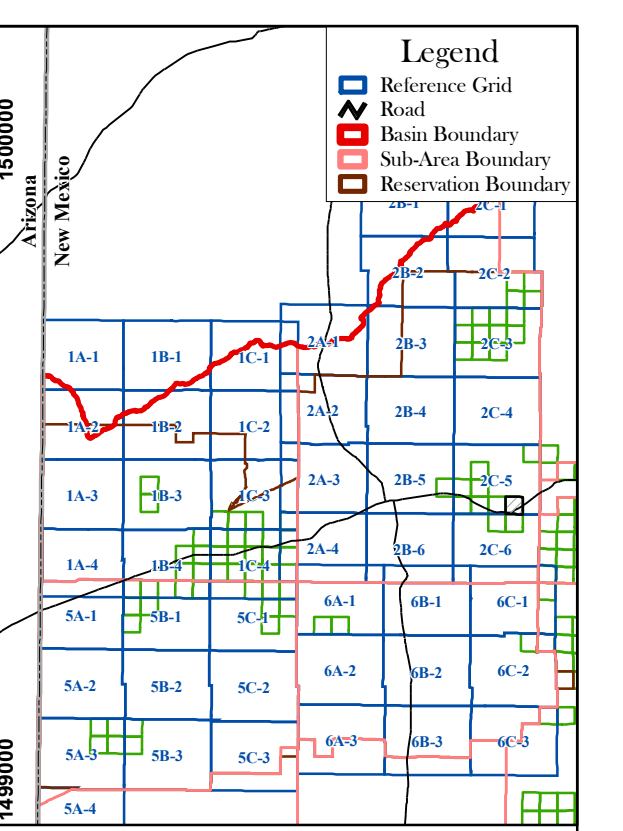 Legend
Reference Grid
Road
Basin Boundary
Sub-Area Boundary
Reservation Boundary
1500000
Arizona
New Mexico
2B-1
2C-1
2B-2
2C-2
1A-1
1B-1
1C-1
2A-1
2B-3
2C-3
1A-2
1B-2
1C-2
2A-2
2B-4
2C-4
1A-3
1B-3
1C-3
2A-3
2B-5
2C-5
1A-4
1B-4
1C-4
2A-4
2B-6
2C-6
5A-1
5B-1
5C-1
6A-1
6B-1
6C-1
5A-2
5B-2
5C-2
6A-2
6B-2
6C-2
5A-3
5B-3
5C-3
6A-3
6B-3
6C-3
5A-4
1499000